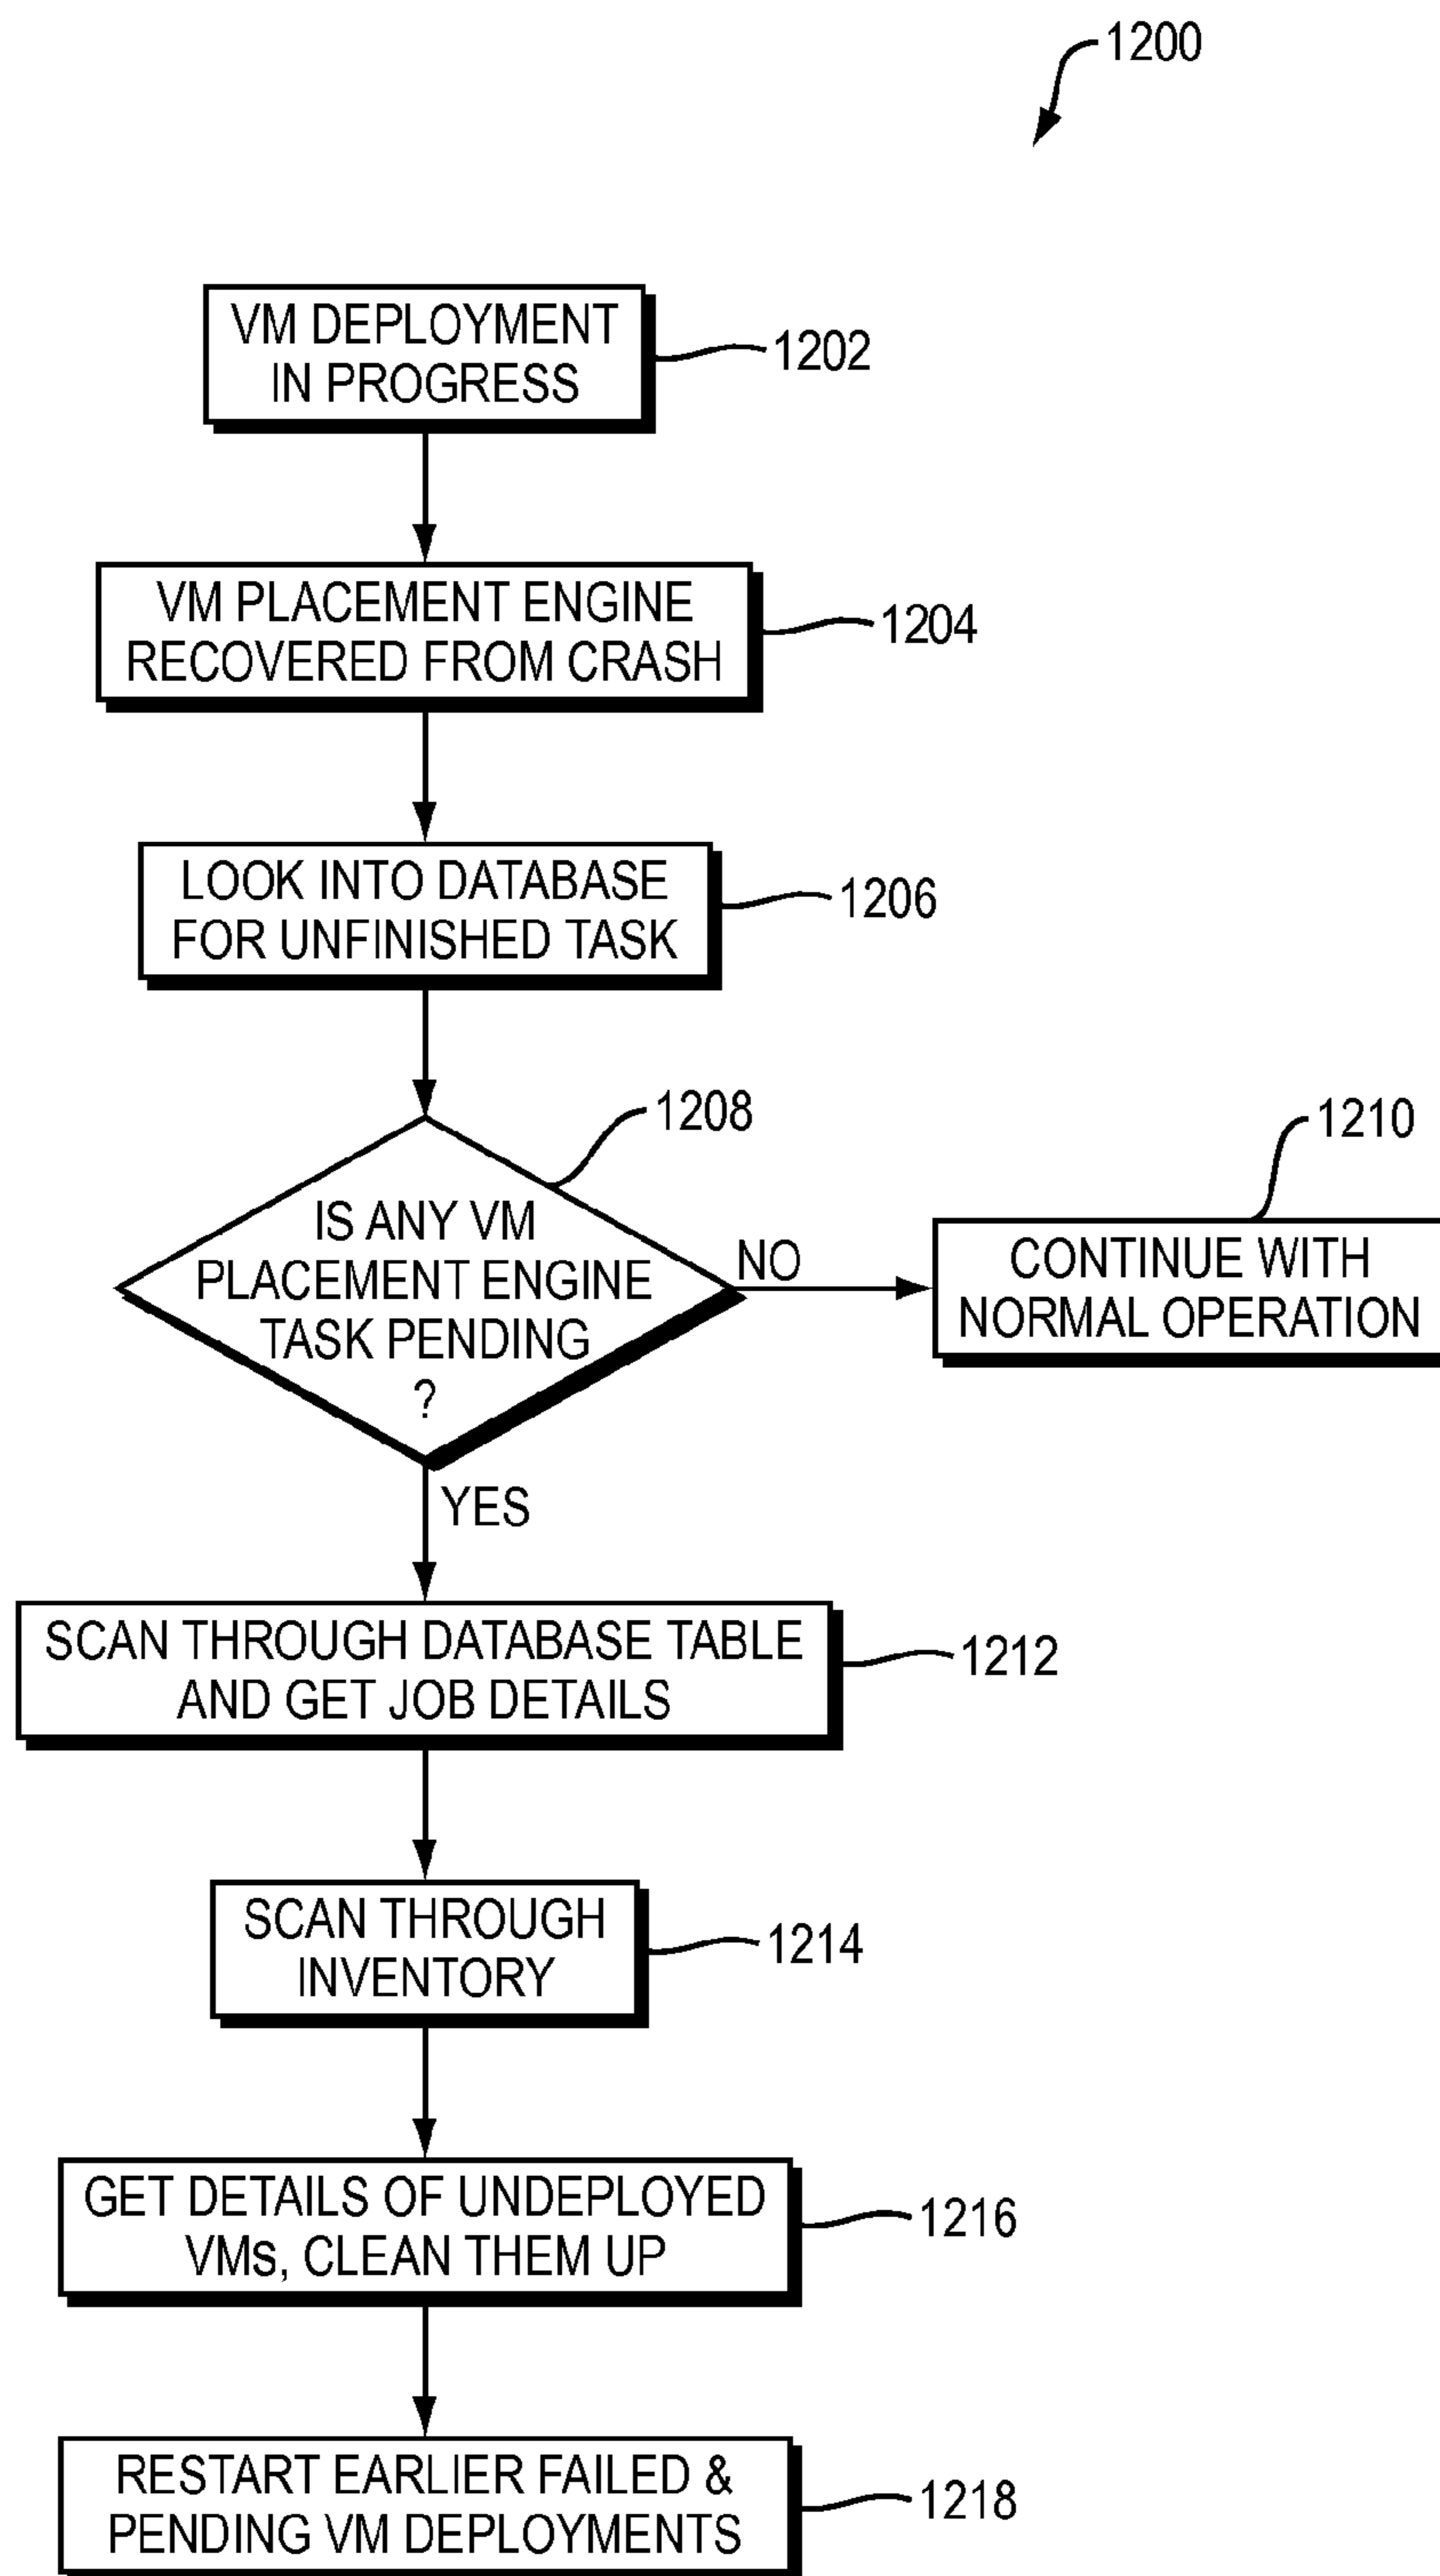 1200
VM DEPLOYMENT
IN PROGRESS
1202
VM PLACEMENT ENGINE
RECOVERED FROM CRASH
1204
LOOK INTO DATABASE
FOR UNFINISHED TASK
1206
1208
IS ANY VM
PLACEMENT ENGINE
TASK PENDING
?
NO
1210
CONTINUE WITH
NORMAL OPERATION
YES
SCAN THROUGH DATABASE TABLE
AND GET JOB DETAILS
1212
SCAN THROUGH
INVENTORY
1214
GET DETAILS OF UNDEPLOYED
VMs, CLEAN THEM UP
1216
RESTART EARLIER FAILED &
PENDING VM DEPLOYMENTS
1218